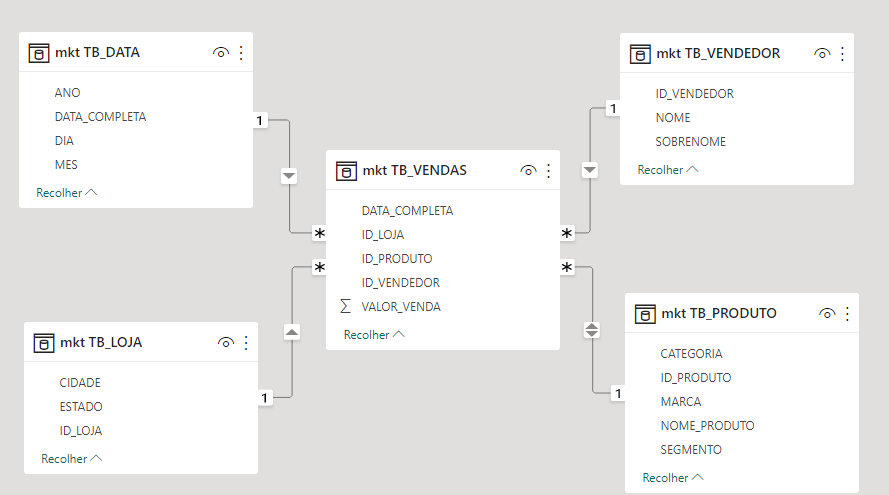 mkt TB_DATA
ANO
DATA_COMPLETA
DIA
MES
Recolher
1
*
mkt TB_VENDEDOR
ID_VENDEDOR
NOME
SOBRENOME
Recolher
1
*
mkt TB_VENDAS
DATA_COMPLETA
ID_LOJA
ID_PRODUTO
ID_VENDEDOR
∑ VALOR_VENDA
Recolher
mkt TB_LOJA
CIDADE
ESTADO
ID_LOJA
Recolher
1
*
mkt TB_PRODUTO
CATEGORIA
ID_PRODUTO
MARCA
NOME_PRODUTO
SEGMENTO
Recolher
1
*